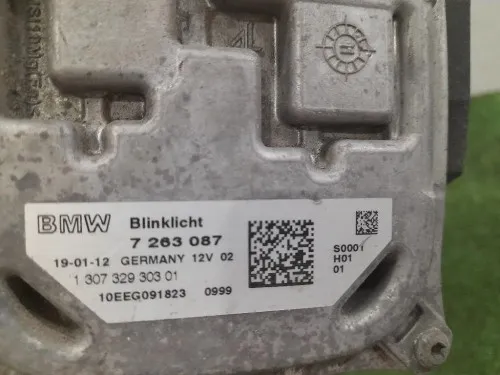 4
BMW Blinklicht
7 263 087
19-01-12 GERMANY 12V 02
1 307 329 303 01
10EEG091823 0999
S0001
H01
01